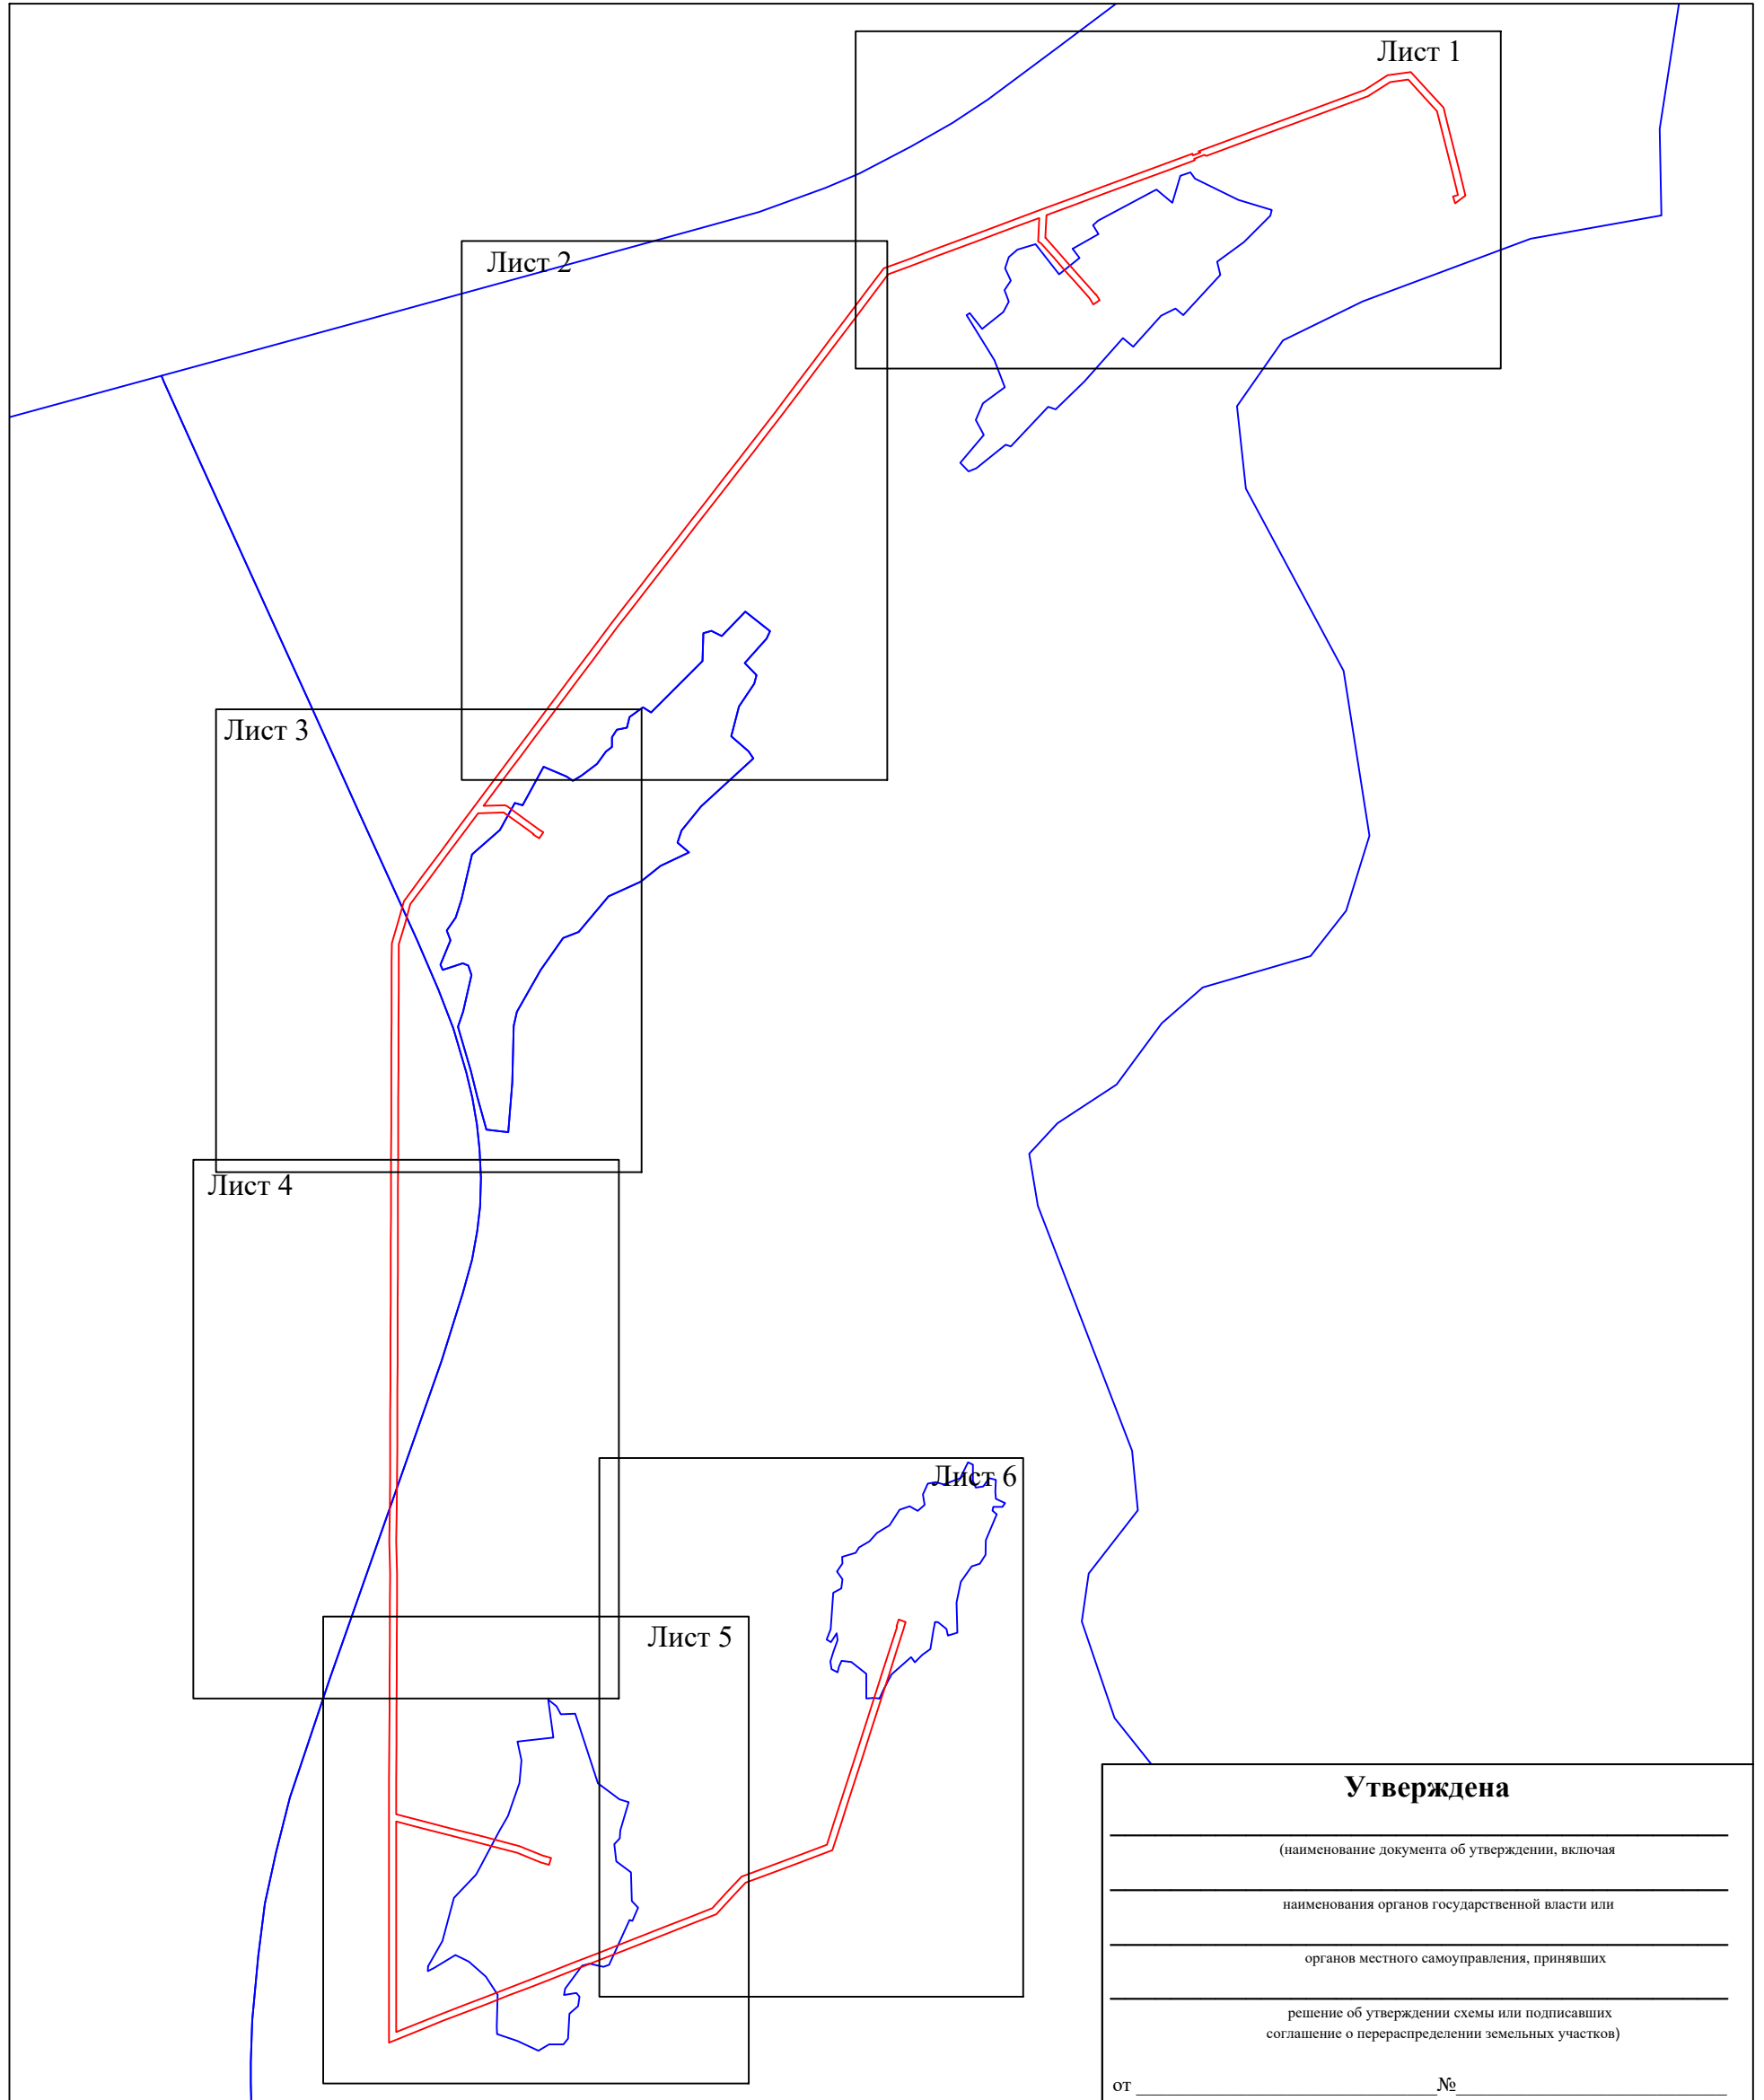 Лист 1
Лист 2
Лист 3
Лист 4
Лист 6
Лист 5
Утверждена
(наименование документа об утверждении, включая
наименования органов государственной власти или
органов местного самоуправления, принявших
решение об утверждении схемы или подписавших
соглашение о перераспределении земельных участков)
от ______________________________№___________________________